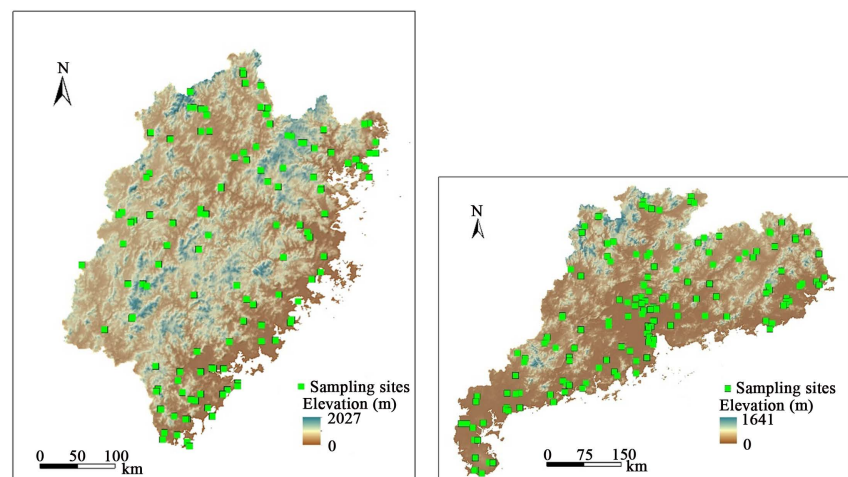 N
Sampling sites
Elevation (m)
2027
0
0 50 100
km
N
Sampling sites
Elevation (m)
1641
0
0 75 150
km